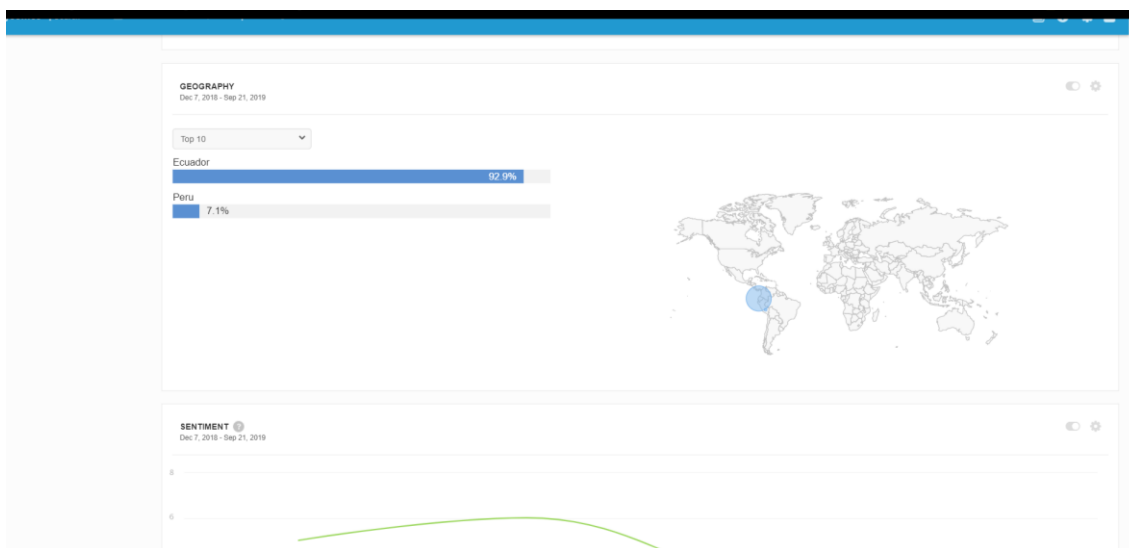 GEOGRAPHY
Dec 7, 2018 - Sep 21, 2019
Top 10
Ecuador
92.9%
Peru
7.1%
SENTIMENT ?
Dec 7, 2018 - Sep 21, 2019
8
6